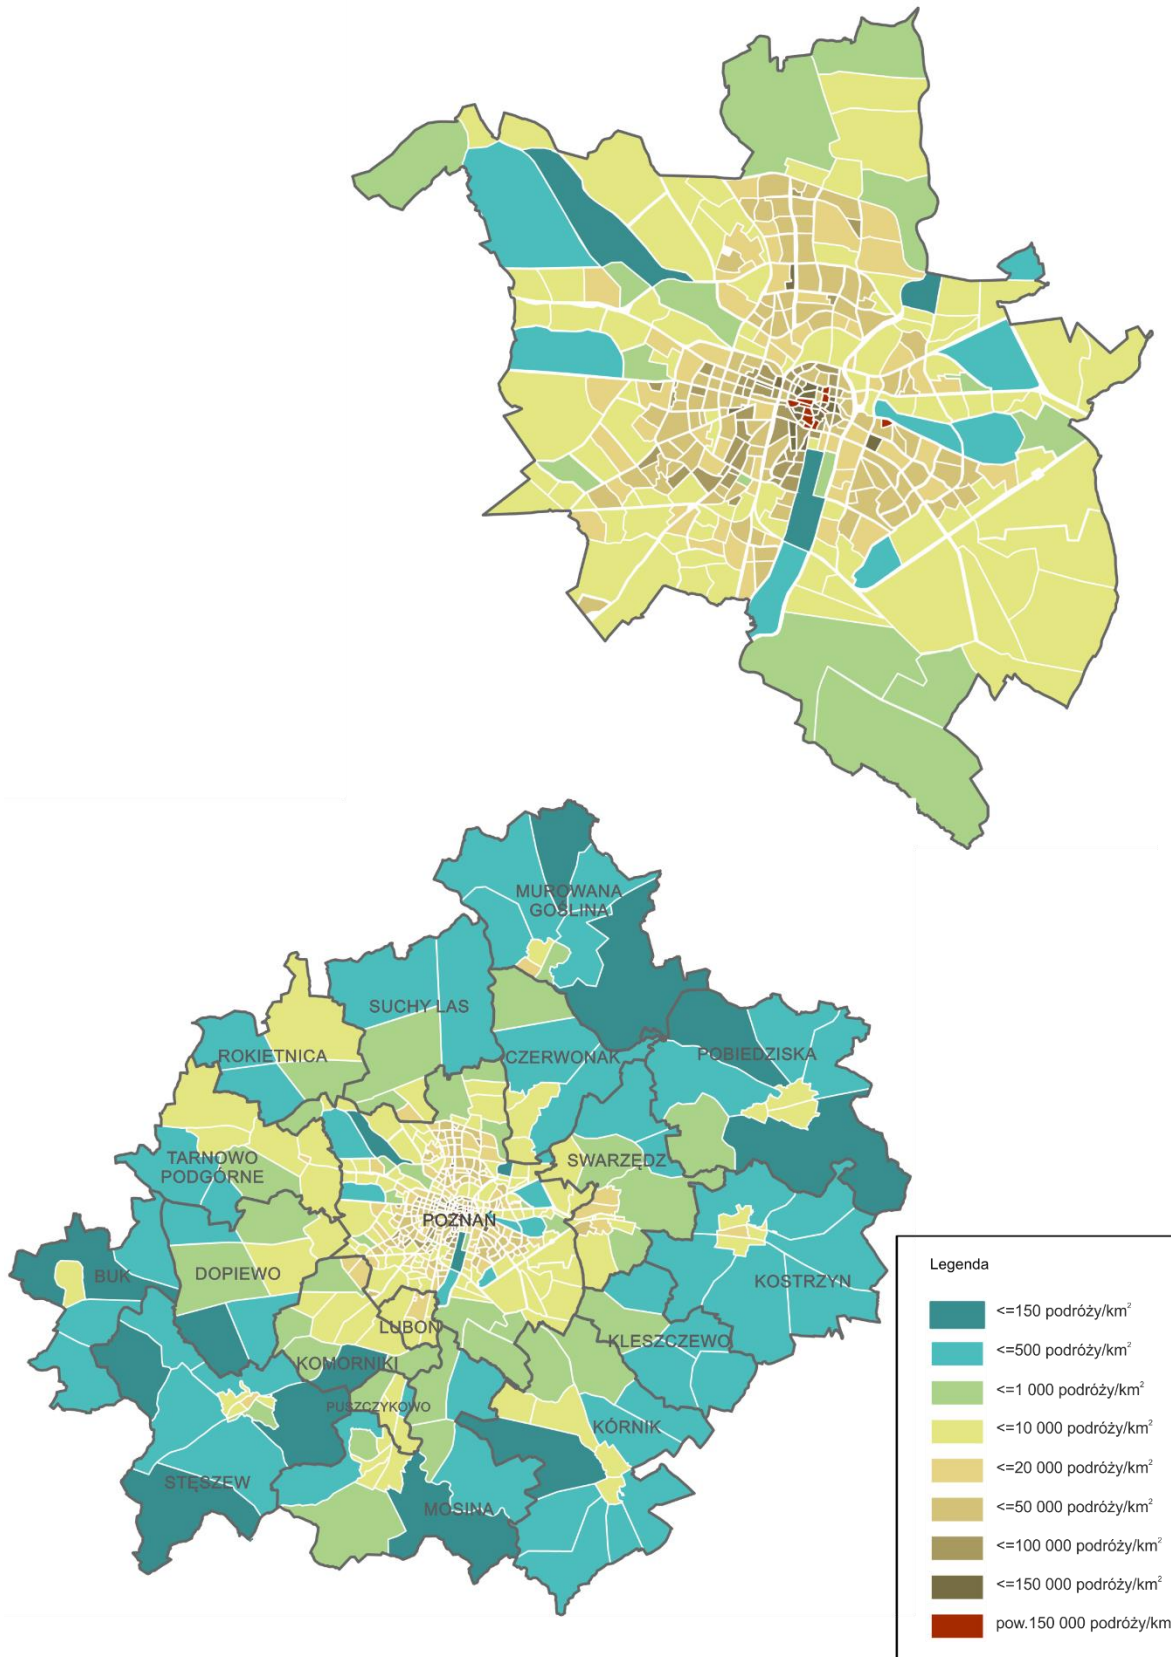 MUROWANA
GOŚLINA
SUCHY LAS
ROKIETNICA
CZERWONAK
POBIEDZISKA
TARNOWO
PODGÓRNE
SWARZĘDZ
POZNAŃ
BUK
DOPIEWO
KOSTRZYN
LUBOŃ
KLESZCZEWO
KOMORNIKI
PUSZCZYKOWO
KÓRNIK
STĘSZEW
MOSINA
Legenda
<=150 podróży/km²
<=500 podróży/km²
<=1 000 podróży/km²
<=10 000 podróży/km²
<=20 000 podróży/km²
<=50 000 podróży/km²
<=100 000 podróży/km²
<=150 000 podróży/km²
pow.150 000 podróży/km